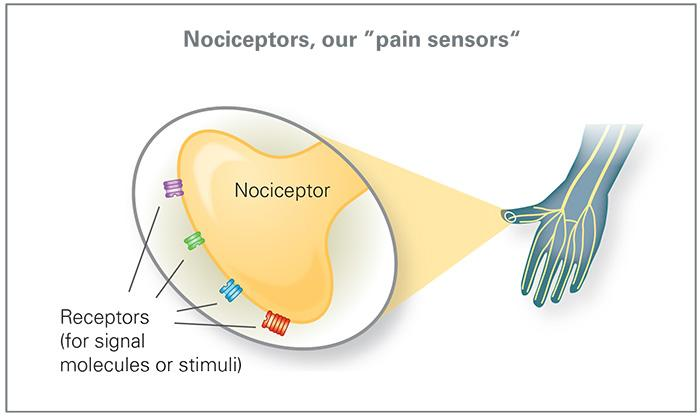 Nociceptors, our ”pain sensors“
Nociceptor
Receptors
(for signal
molecules or stimuli)